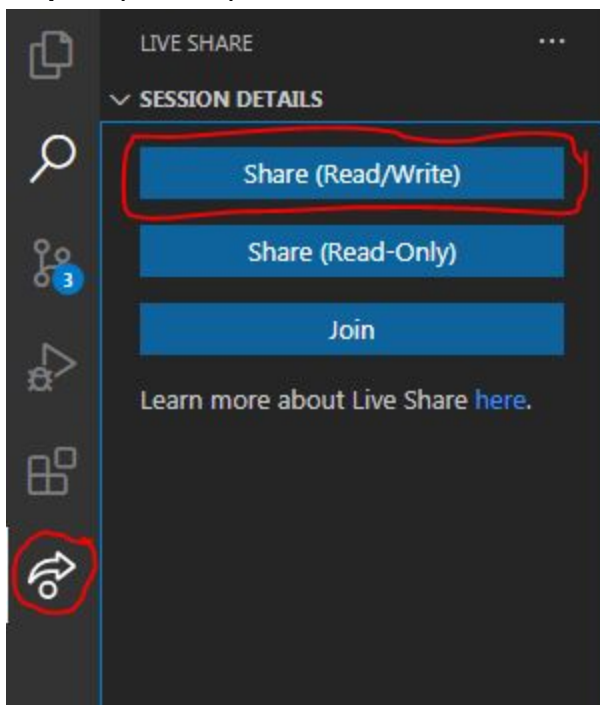 LIVE SHARE
SESSION DETAILS
Share (Read/Write)
Share (Read-Only)
3
Join
Learn more about Live Share here.